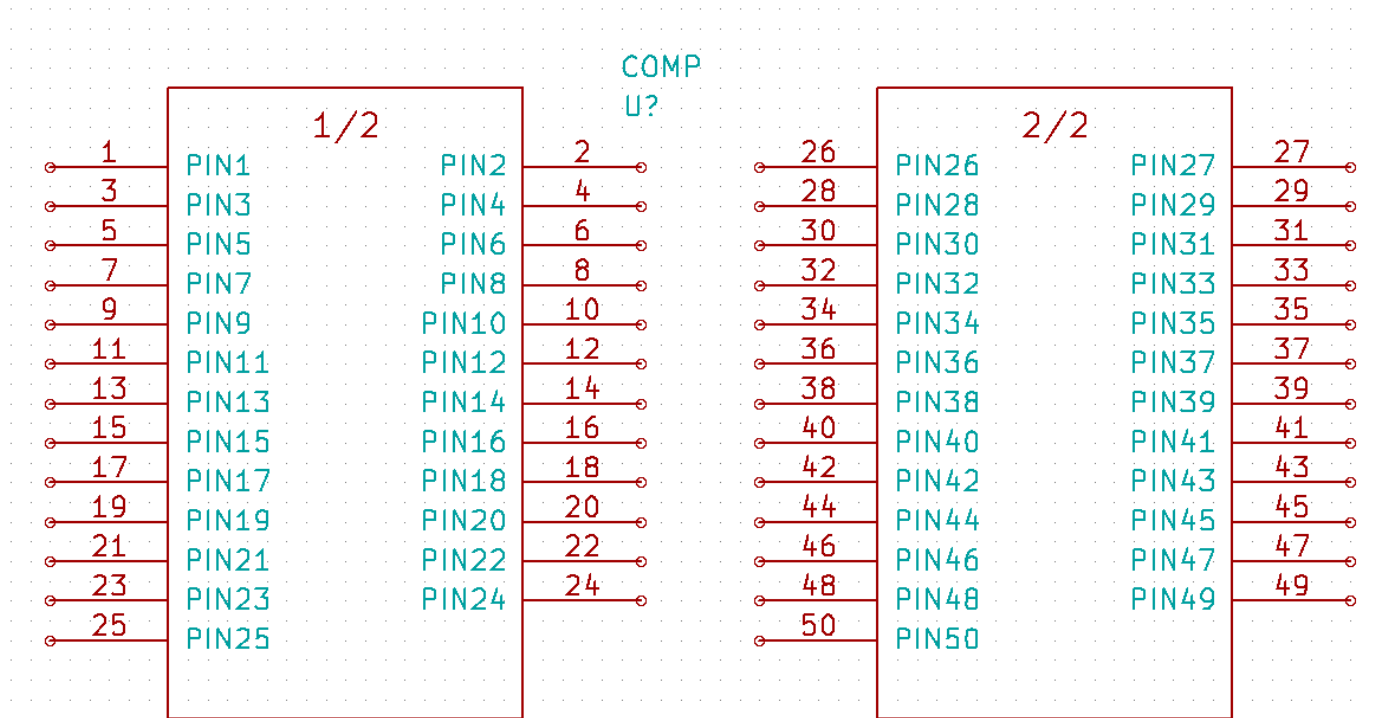 COMP
U?
1/2
1 PIN1 PIN2 2
3 PIN3 PIN4 4
5 PIN5 PIN6 6
7 PIN7 PIN8 8
9 PIN9 PIN10 10
11 PIN11 PIN12 12
13 PIN13 PIN14 14
15 PIN15 PIN16 16
17 PIN17 PIN18 18
19 PIN19 PIN20 20
21 PIN21 PIN22 22
23 PIN23 PIN24 24
25 PIN25
2/2
26 PIN26 PIN27 27
28 PIN28 PIN29 29
30 PIN30 PIN31 31
32 PIN32 PIN33 33
34 PIN34 PIN35 35
36 PIN36 PIN37 37
38 PIN38 PIN39 39
40 PIN40 PIN41 41
42 PIN42 PIN43 43
44 PIN44 PIN45 45
46 PIN46 PIN47 47
48 PIN48 PIN49 49
50 PIN50